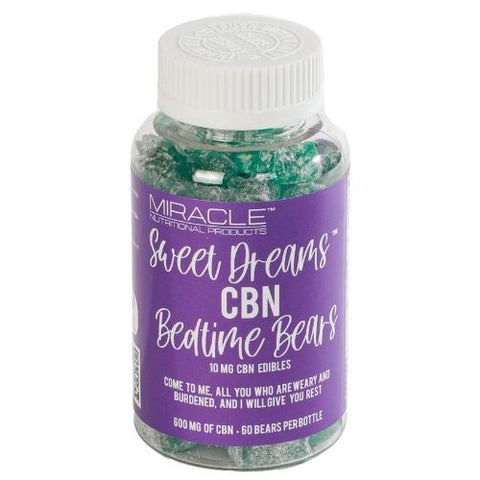 MIRACLE™
NUTRITIONAL PRODUCTS
Sweet Dreams™
CBN
Bedtime Bears
10 MG CBN EDIBLES
COME TO ME, ALL YOU WHO ARE WEARY AND
BURDENED, AND I WILL GIVE YOU REST
600 MG OF CBN - 60 BEARS PER BOTTLE